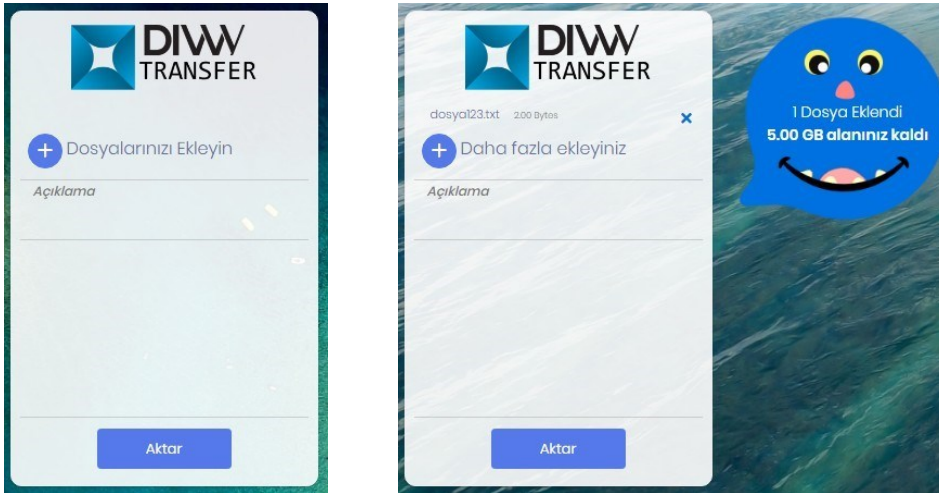 DIVV
TRANSFER
Dosyalarınızı Ekleyin
Açıklama
Aktar
DIVV
TRANSFER
dosya123.txt 2.00 Bytes
Daha fazla ekleyiniz
Açıklama
Aktar
1 Dosya Eklendi
5.00 GB alanınız kaldı